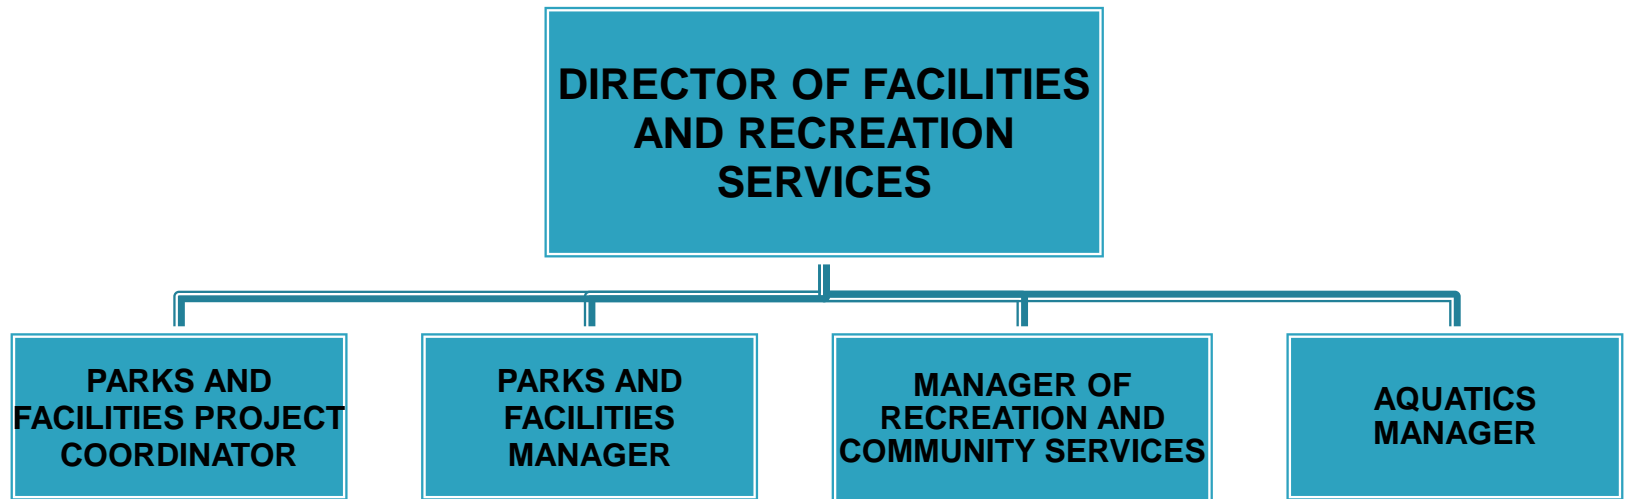 DIRECTOR OF FACILITIES
AND RECREATION
SERVICES
PARKS AND
FACILITIES PROJECT
COORDINATOR
PARKS AND
FACILITIES
MANAGER
MANAGER OF
RECREATION AND
COMMUNITY SERVICES
AQUATICS
MANAGER